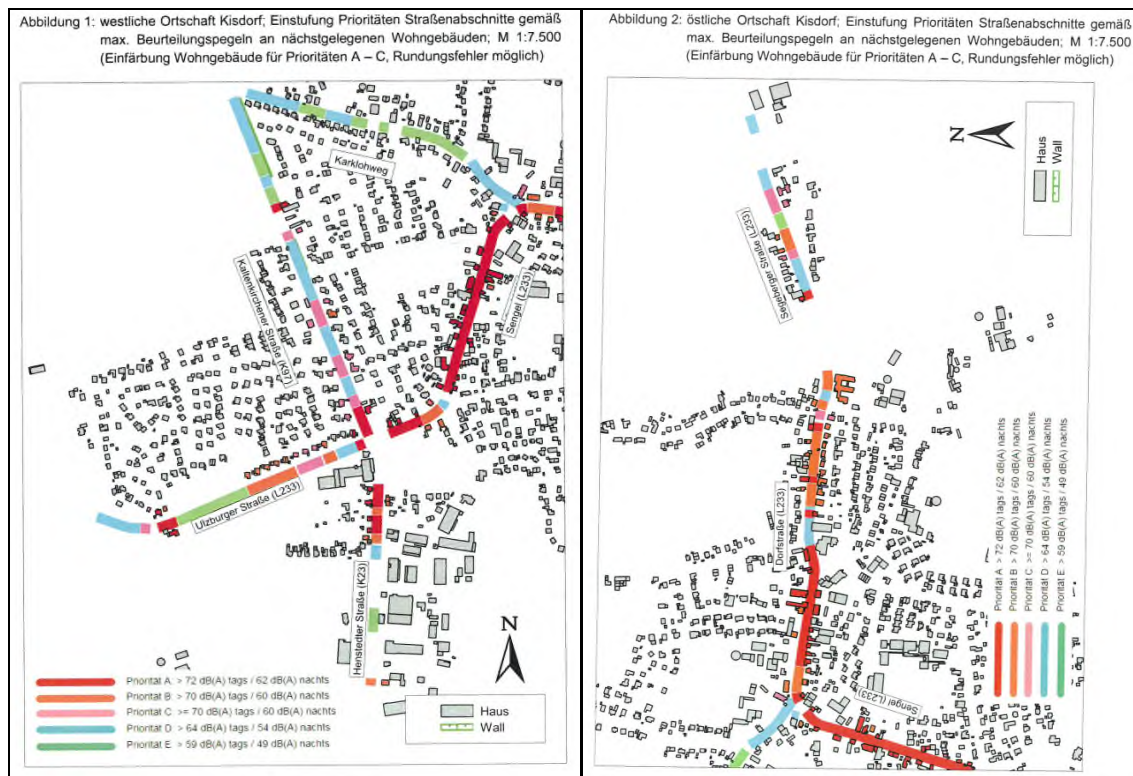 Abbildung 1: westliche Ortschaft Kisdorf; Einstufung Prioritäten Straßenabschnitte gemäß
max. Beurteilungspegeln an nächstgelegenen Wohngebäuden; M 1:7.500
(Einfärbung Wohngebäude für Prioritäten A – C, Rundungsfehler möglich)
Karklohweg
Kaltenkirchener Straße (K97)
Sengel (L233)
Ulzburger Straße (L233)
Henstedter Straße (K23)
N
Priorität A > 72 dB(A) tags / 62 dB(A) nachts
Priorität B > 70 dB(A) tags / 60 dB(A) nachts
Priorität C >= 70 dB(A) tags / 60 dB(A) nachts
Priorität D > 64 dB(A) tags / 54 dB(A) nachts
Priorität E > 59 dB(A) tags / 49 dB(A) nachts
Haus
Wall
Abbildung 2: östliche Ortschaft Kisdorf; Einstufung Prioritäten Straßenabschnitte gemäß
max. Beurteilungspegeln an nächstgelegenen Wohngebäuden; M 1:7.500
(Einfärbung Wohngebäude für Prioritäten A – C, Rundungsfehler möglich)
N
Haus
Wall
Segeberger Straße (L233)
Dorfstraße (L233)
Sengel (L233)
Priorität A > 72 dB(A) tags / 62 dB(A) nachts
Priorität B > 70 dB(A) tags / 60 dB(A) nachts
Priorität C >= 70 dB(A) tags / 60 dB(A) nachts
Priorität D > 64 dB(A) tags / 54 dB(A) nachts
Priorität E > 59 dB(A) tags / 49 dB(A) nachts